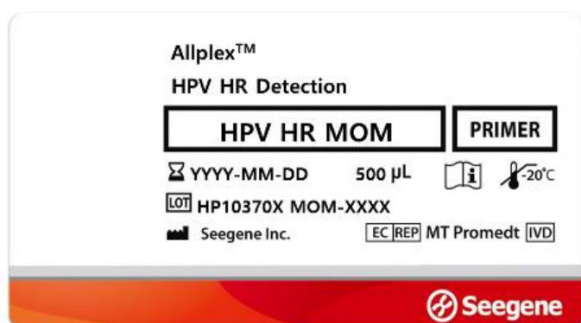 Allplex™
HPV HR Detection
HPV HR MOM PRIMER
YYYY-MM-DD 500 μL i -20°C
LOT HP10370X MOM-XXXX
Seegene Inc. EC REP MT Promedt IVD
Seegene